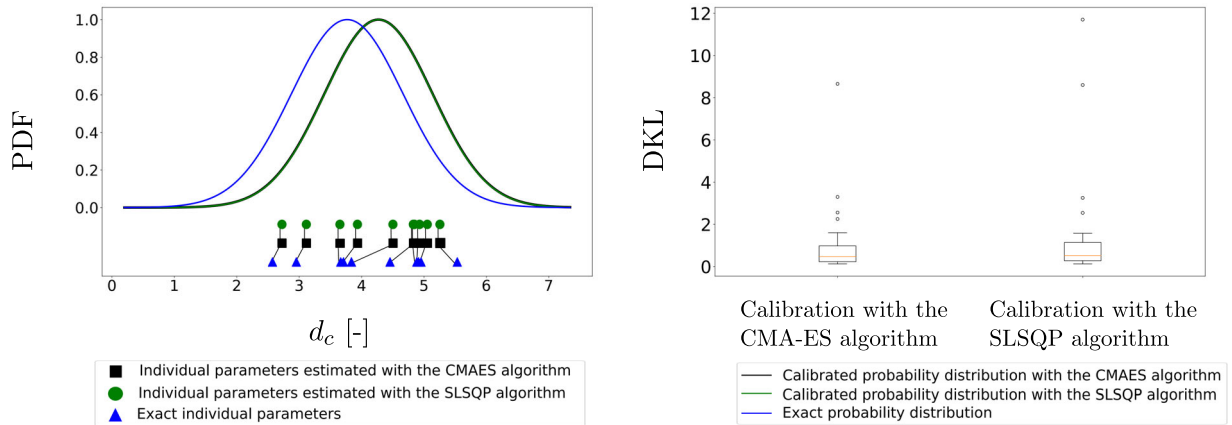 PDF
1.0
0.8
0.6
0.4
0.2
0.0
0 1 2 3 4 5 6 7
d_c [-]
■ Individual parameters estimated with the CMAES algorithm
● Individual parameters estimated with the SLSQP algorithm
▲ Exact individual parameters
DKL
12
10
8
6
4
2
0
Calibration with the
CMA-ES algorithm
Calibration with the
SLSQP algorithm
Calibrated probability distribution with the CMAES algorithm
Calibrated probability distribution with the SLSQP algorithm
Exact probability distribution